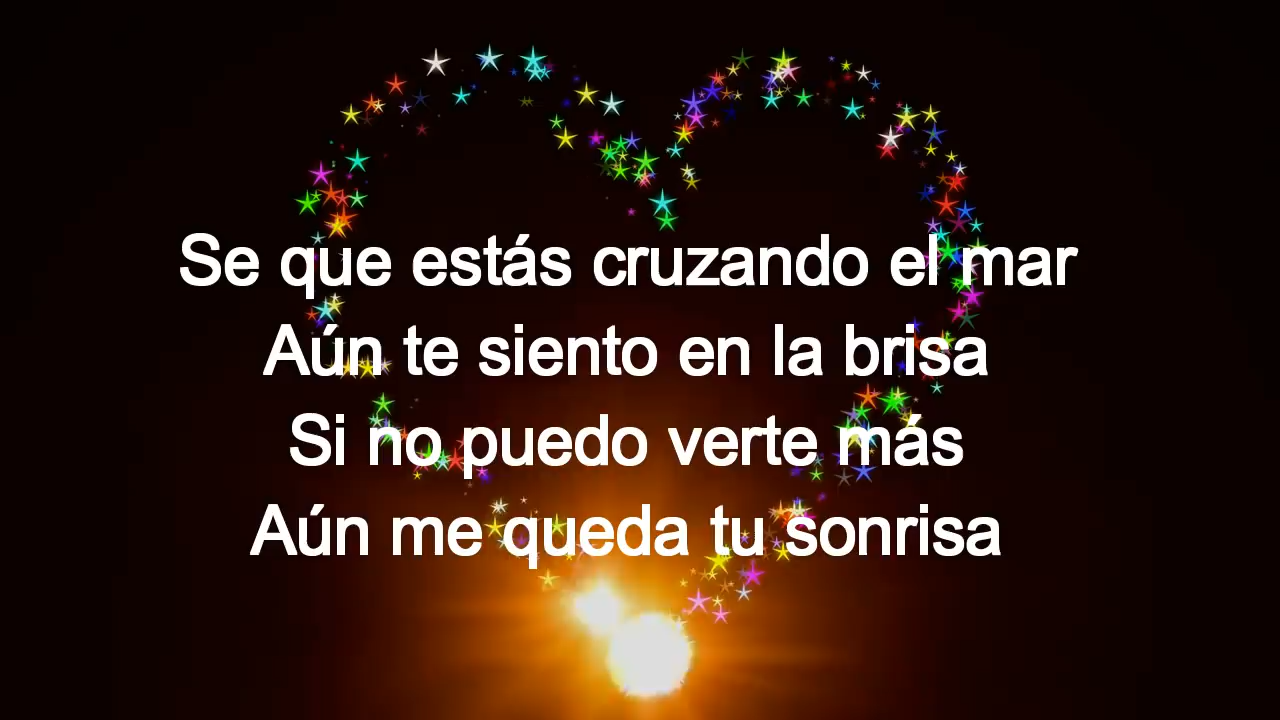 Se que estás cruzando el mar
Aún te siento en la brisa
Si no puedo verte más
Aún me queda tu sonrisa